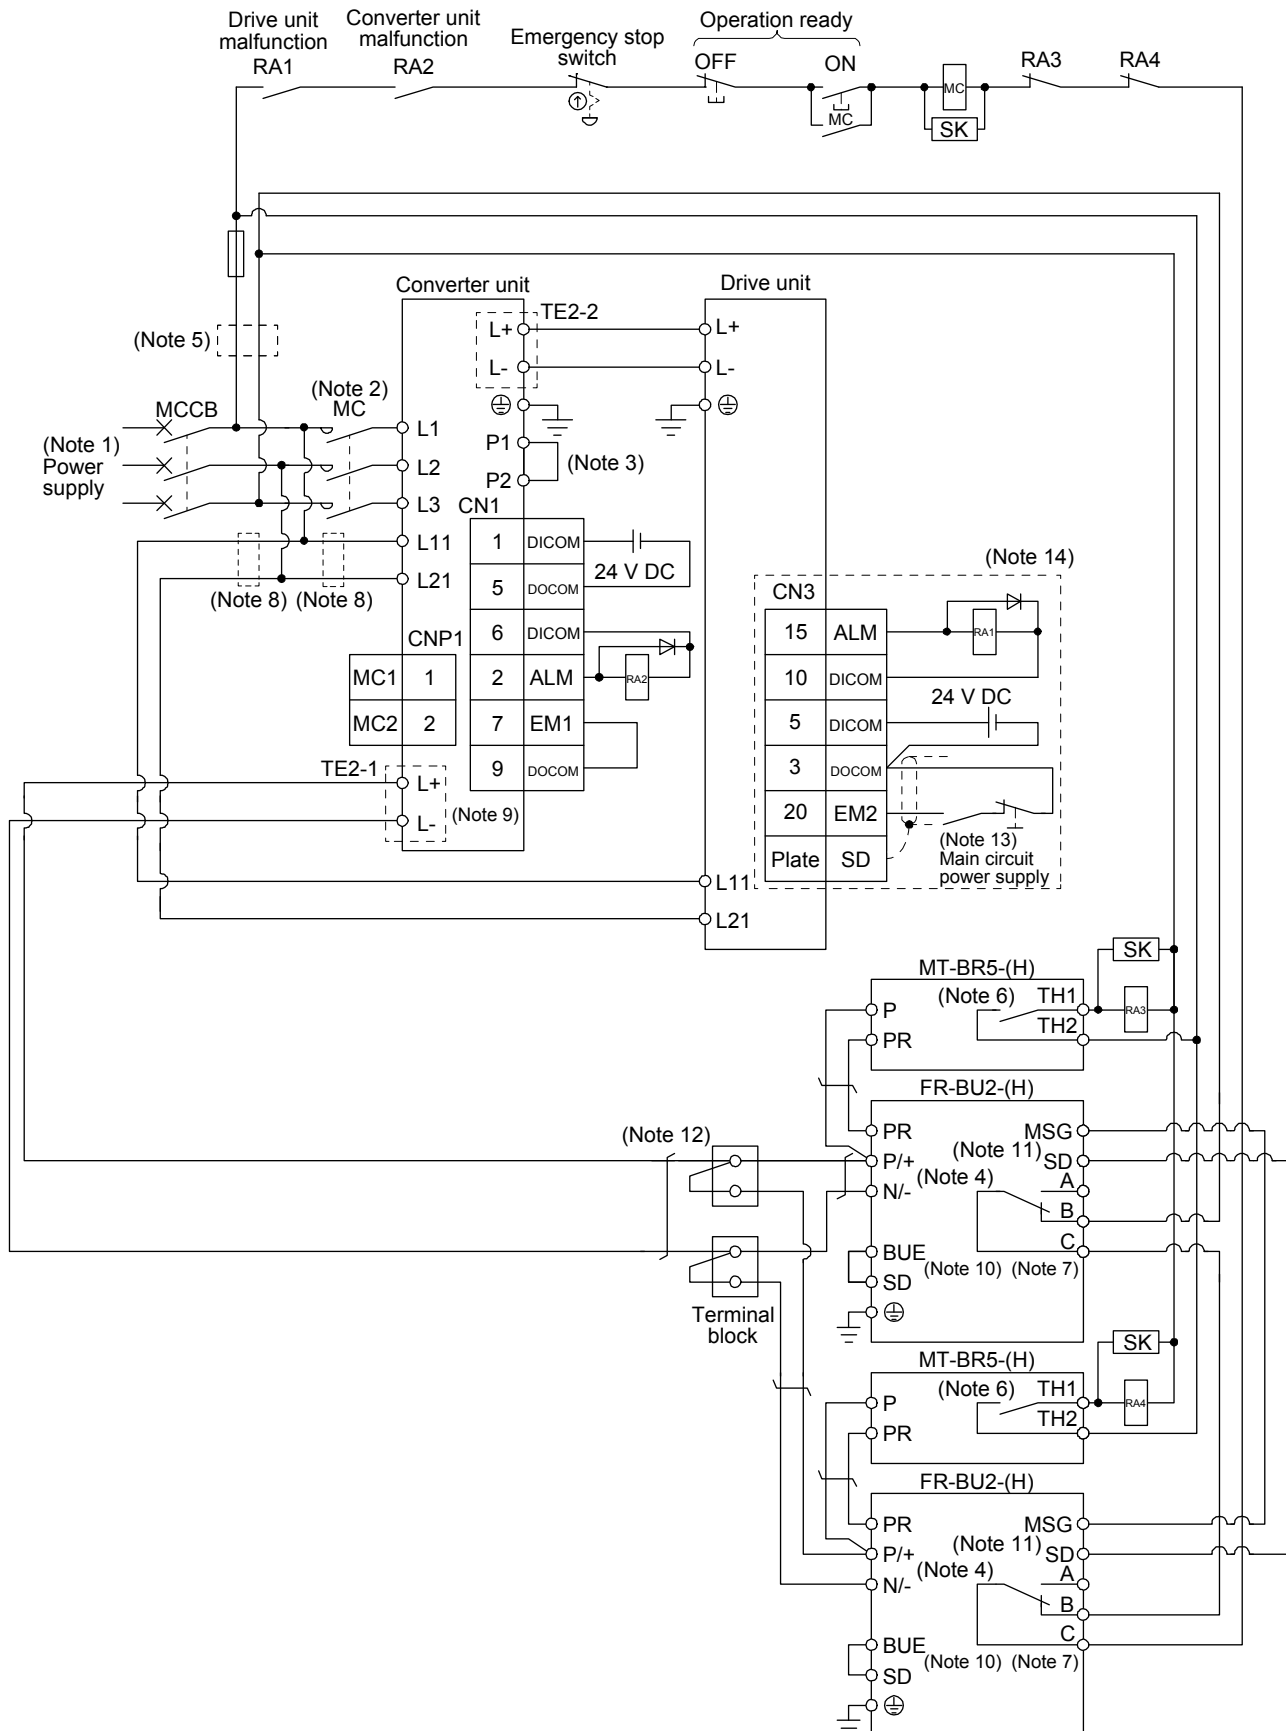 Drive unit
malfunction
RA1
Converter unit
malfunction
RA2
Emergency stop
switch
Operation ready
OFF
ON
MC
MC
SK
RA3
RA4
Converter unit
Drive unit
TE2-2
L+
L-
L+
L-
(Note 5)
(Note 2)
MC
MCCB
(Note 1)
Power
supply
L1
L2
L3
L11
L21
P1
P2
(Note 3)
(Note 8)
(Note 8)
CN1
1 DICOM
5 DOCOM
6 DICOM
2 ALM
7 EM1
9 DOCOM
24 V DC
RA2
CNP1
MC1 1
MC2 2
TE2-1
L+
L-
(Note 9)
(Note 14)
CN3
15 ALM
10 DICOM
5 DICOM
3 DOCOM
20 EM2
Plate SD
RA1
24 V DC
(Note 13)
Main circuit
power supply
L11
L21
SK
MT-BR5-(H)
P
PR
(Note 6)
TH1
TH2
RA3
FR-BU2-(H)
PR
P/+
N/-
BUE
SD
MSG
(Note 11)
SD
(Note 4)
A
B
C
(Note 10)
(Note 7)
(Note 12)
Terminal
block
SK
MT-BR5-(H)
P
PR
(Note 6)
TH1
TH2
RA4
FR-BU2-(H)
PR
P/+
N/-
BUE
SD
MSG
(Note 11)
SD
(Note 4)
A
B
C
(Note 10)
(Note 7)